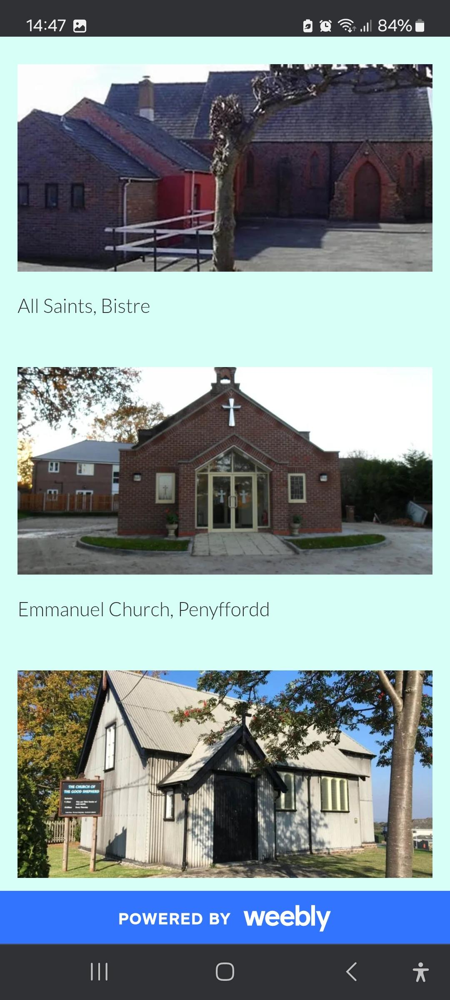 14:47
84%
All Saints, Bistre
Emmanuel Church, Penyffordd
THE CHURCH OF
THE GOOD SHEPHERD
POWERED BY weebly